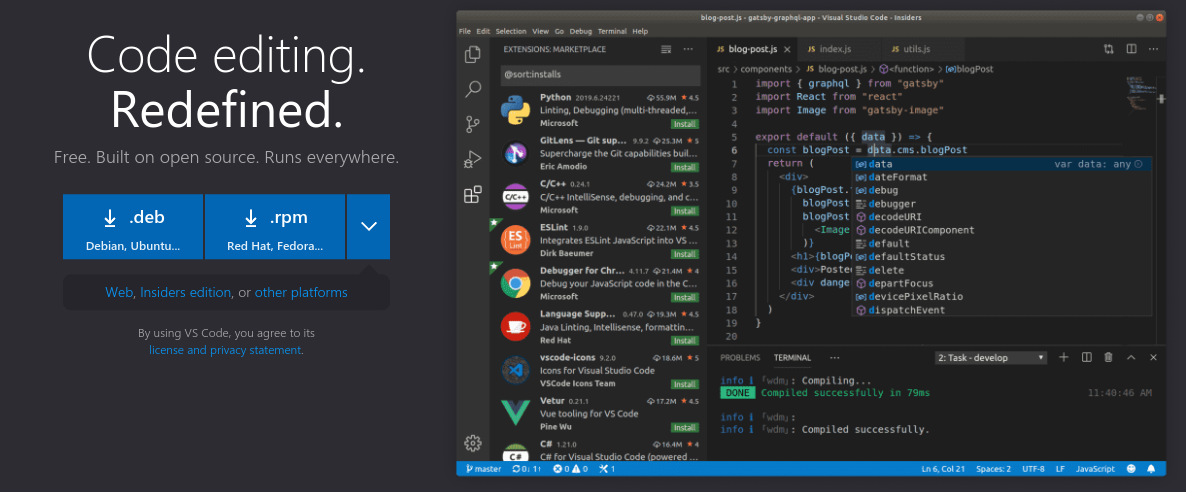 Code editing.
Redefined.
Free. Built on open source. Runs everywhere.
.deb
Debian, Ubuntu...
.rpm
Red Hat, Fedora...
Web, Insiders edition, or other platforms
By using VS Code, you agree to its
license and privacy statement.
blog-post.js - gatsby-graphql-app - Visual Studio Code - Insiders
File Edit Selection View Go Debug Terminal Help
EXTENSIONS: MARKETPLACE
@sort:installs
Python 2019.6.24221 55.9M ★ 4.5
Linting, Debugging (multi-threaded,...
Microsoft Install
GitLens — Git sup... 9.9.2 23.3M ★ 5
Supercharge the Git capabilities buil...
Eric Amodio Install
C/C++
C/C++ 0.24.1 24.2M ★ 3.5
C/C++ IntelliSense, debugging, and c...
Microsoft Install
ES
Lint
ESLint 1.9.0 22.1M ★ 4.5
Integrates ESLint JavaScript into VS ...
Dirk Baeumer Install
Debugger for Chr... 4.11.7 21.4M ★ 4
Debug your JavaScript code in the C...
Microsoft Install
Language Supp... 0.47.0 19.3M ★ 4.5
Java Linting, Intellisense, formattin...
Red Hat Install
vscode-icons 9.2.0 18.6M ★ 5
Icons for Visual Studio Code
VSCode Icons Team Install
Vetur 0.21.1 17.2M ★ 4.5
Vue tooling for VS Code
Pine Wu Install
C# 1.21.0 16.4M ★ 4
C# for Visual Studio Code (powered ...
JS blog-post.js JS index.js JS utils.js
src > components > JS blog-post.js > <function> > blogPost
1 import { graphql } from "gatsby"
2 import React from "react"
3 import Image from "gatsby-image"
4
5 export default ({ data }) => {
6 const blogPost = data.cms.blogPost
7 return (
8 <div>
9 {blogPost.
10 blogPost
11 blogPost
12 <Image
13 )}
14 <h1>{blogPo
15 <div>Poste
16 <div dange
17 </div>
18 )
19 }
20
data var data: any
dateFormat
debug
debugger
decodeURI
decodeURIComponent
default
defaultStatus
delete
departFocus
devicePixelRatio
dispatchEvent
PROBLEMS TERMINAL ... 2: Task - develop
info i 「wdm」: Compiling...
DONE Compiled successfully in 79ms 11:40:46 AM
info i 「wdm」:
info i 「wdm」: Compiled successfully.
master 0↓ 1↑ 0 0 1 Ln 6, Col 21 Spaces: 2 UTF-8 LF JavaScript